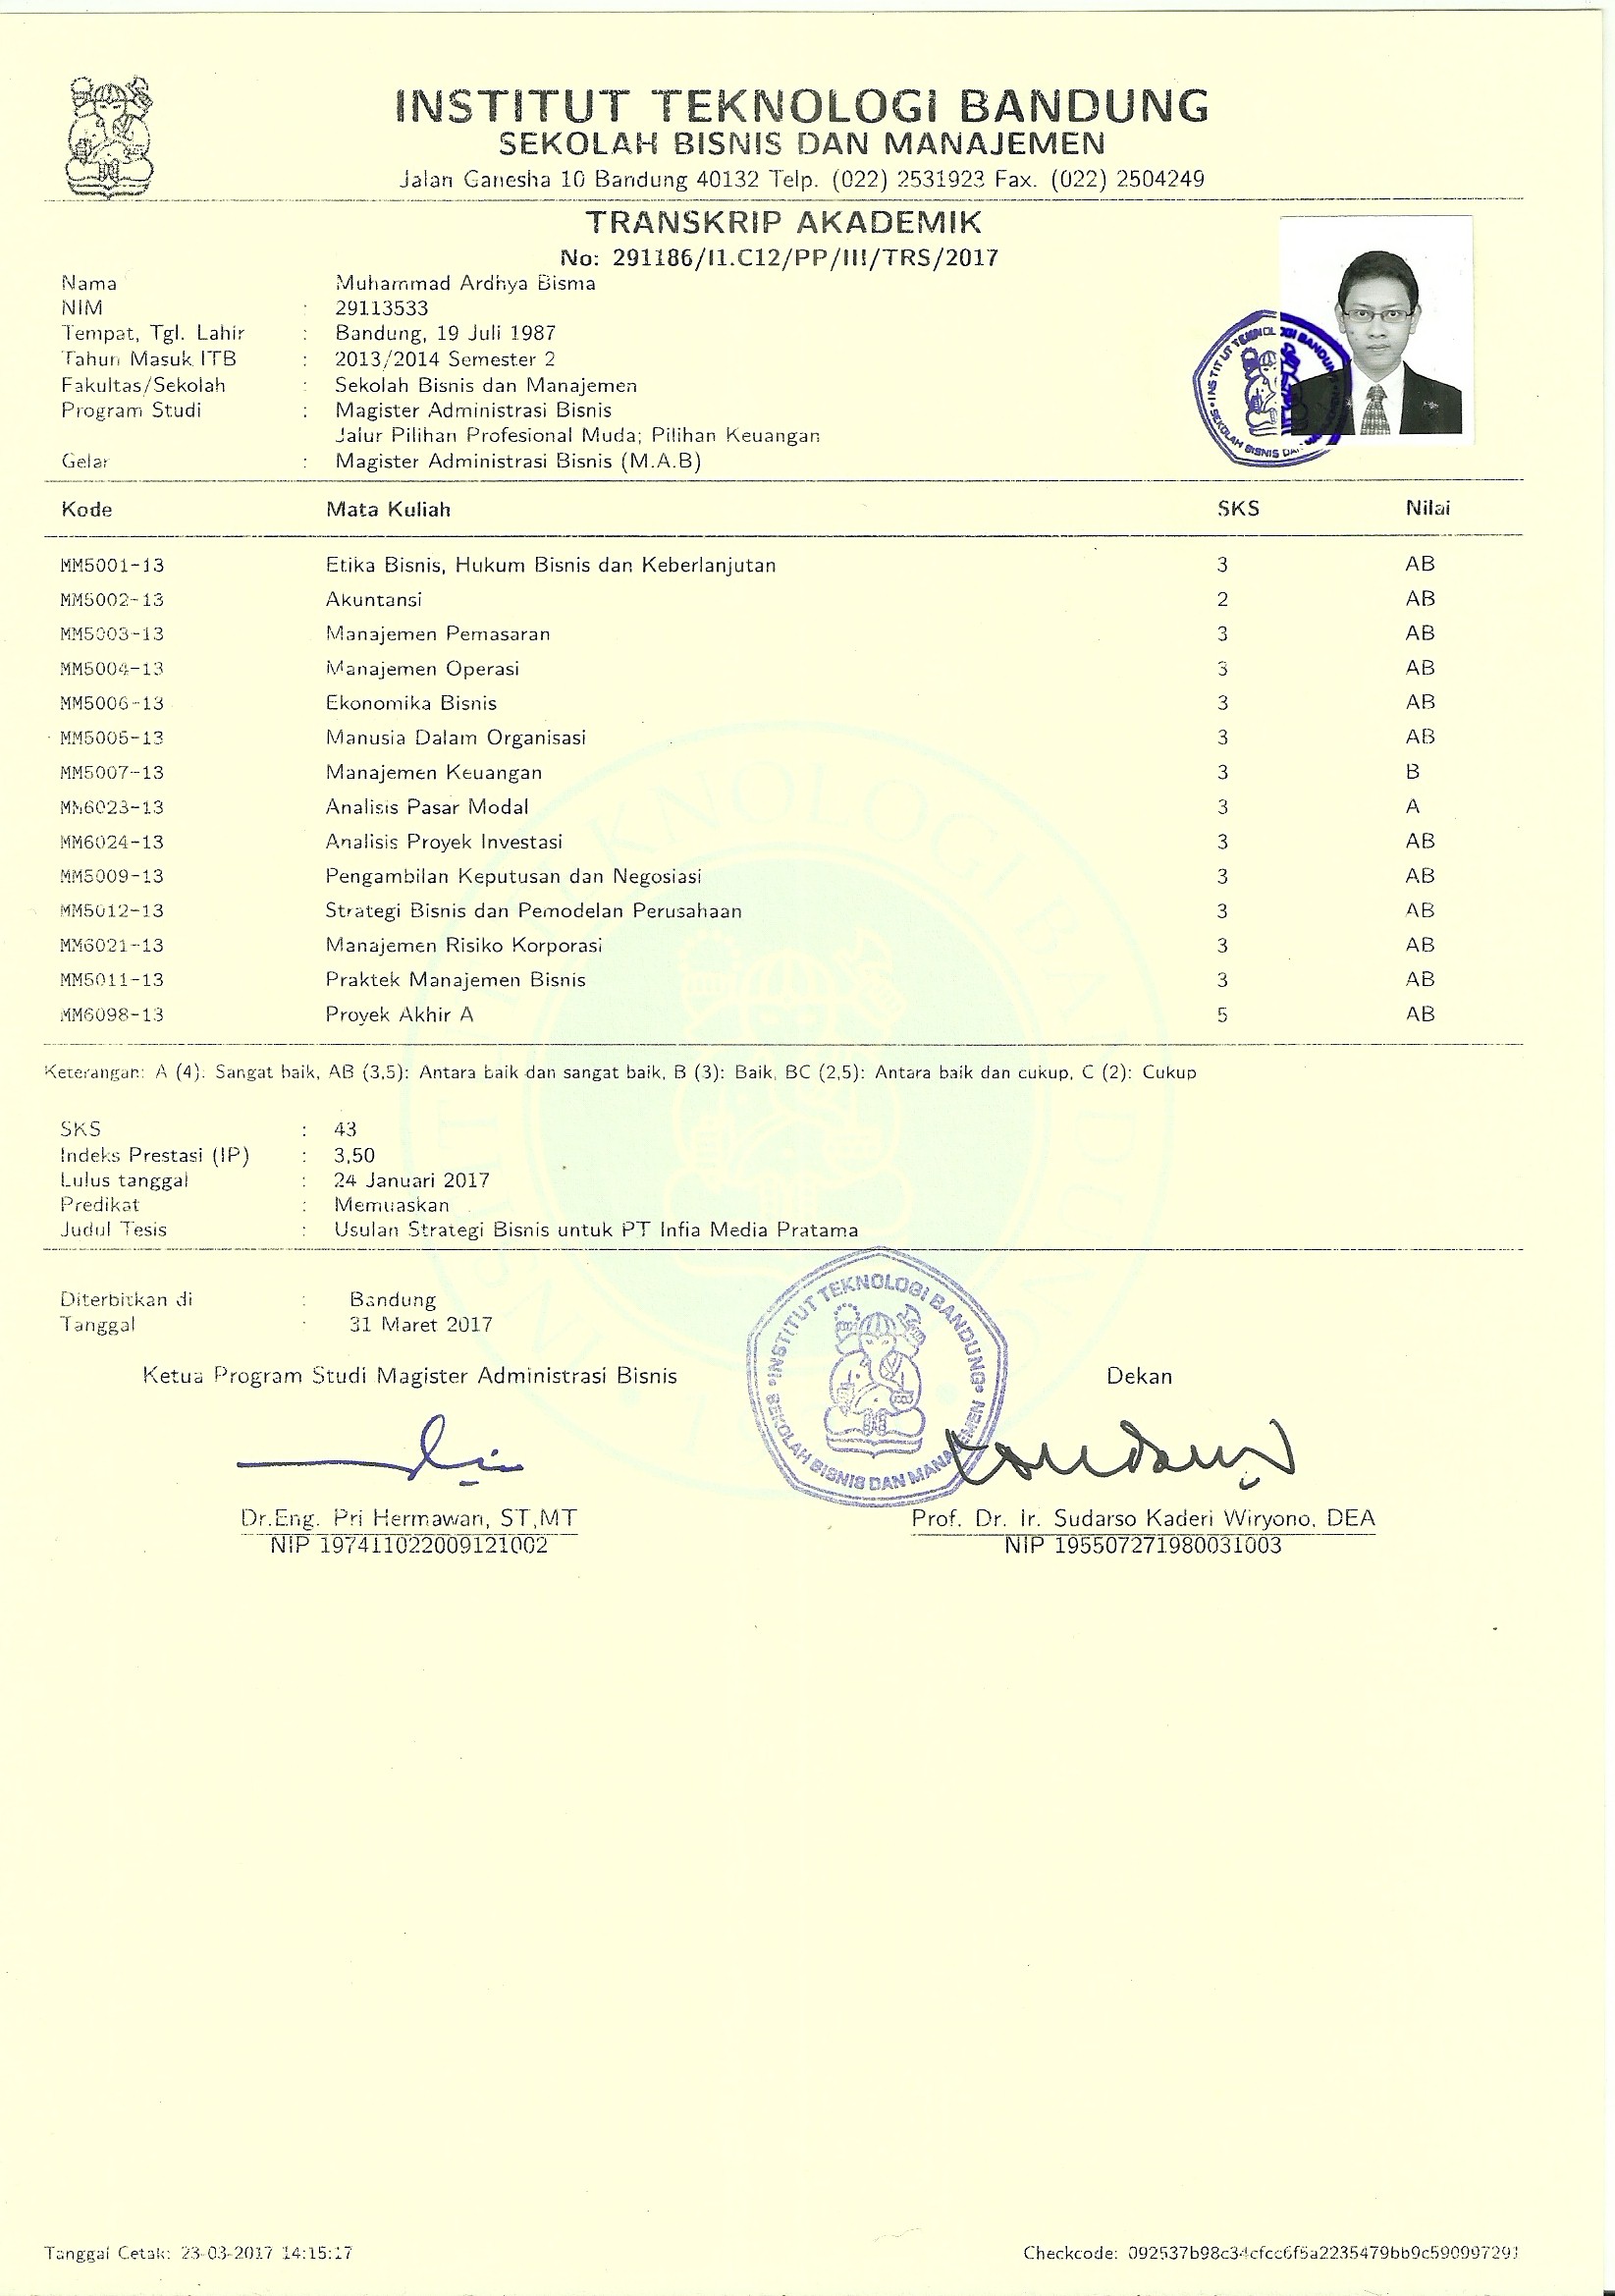 INSTITUT TEKNOLOGI BANDUNG
SEKOLAH BISNIS DAN MANAJEMEN
Jalan Ganesha 10 Bandung 40132 Telp. (022) 2531923 Fax. (022) 2504249
TRANSKRIP AKADEMIK
No: 291186/I1.C12/PP/III/TRS/2017
Nama Muhammad Ardhya Bisma
NIM : 29113533
Tempat, Tgl. Lahir : Bandung, 19 Juli 1987
Tahun Masuk ITB : 2013/2014 Semester 2
Fakultas/Sekolah : Sekolah Bisnis dan Manajemen
Program Studi : Magister Administrasi Bisnis
Jalur Pilihan Profesional Muda; Pilihan Keuangan
Gelar : Magister Administrasi Bisnis (M.A.B)
INSTITUT TEKNOLOGI BANDUNG
SEKOLAH BISNIS DAN
Kode Mata Kuliah SKS Nilai
MM5001-13 Etika Bisnis, Hukum Bisnis dan Keberlanjutan 3 AB
MM5002-13 Akuntansi 2 AB
MM5003-13 Manajemen Pemasaran 3 AB
MM5004-13 Manajemen Operasi 3 AB
MM5006-13 Ekonomika Bisnis 3 AB
MM5005-13 Manusia Dalam Organisasi 3 AB
MM5007-13 Manajemen Keuangan 3 B
MM6023-13 Analisis Pasar Modal 3 A
MM6024-13 Analisis Proyek Investasi 3 AB
MM5009-13 Pengambilan Keputusan dan Negosiasi 3 AB
MM5012-13 Strategi Bisnis dan Pemodelan Perusahaan 3 AB
MM6021-13 Manajemen Risiko Korporasi 3 AB
MM5011-13 Praktek Manajemen Bisnis 3 AB
MM6098-13 Proyek Akhir A 5 AB
Keterangan: A (4): Sangat baik, AB (3,5): Antara baik dan sangat baik, B (3): Baik, BC (2,5): Antara baik dan cukup, C (2): Cukup
SKS : 43
Indeks Prestasi (IP) : 3,50
Lulus tanggal : 24 Januari 2017
Predikat : Memuaskan
Judul Tesis : Usulan Strategi Bisnis untuk PT Infia Media Pratama
Diterbitkan di : Bandung
Tanggal : 31 Maret 2017
Ketua Program Studi Magister Administrasi Bisnis
Dekan
INSTITUT TEKNOLOGI BANDUNG
SEKOLAH BISNIS DAN MANAJEMEN
Dr.Eng. Pri Hermawan, ST,MT
NIP 197411022009121002
Prof. Dr. Ir. Sudarso Kaderi Wiryono, DEA
NIP 195507271980031003
Tanggal Cetak: 23-03-2017 14:15:17
Checkcode: